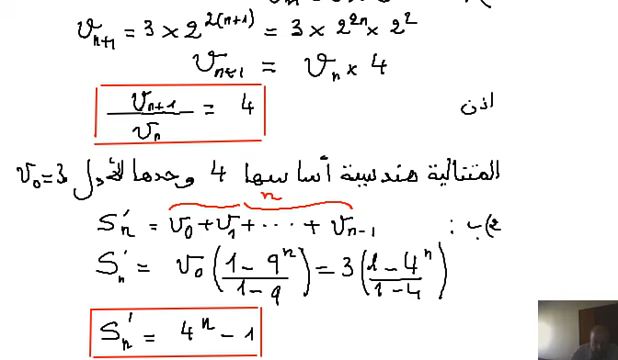 V_{n+1} = 3 × 2^{2(n+1)} = 3 × 2^{2n} × 2^2
V_{n+1} = V_n × 4
اذن V_{n+1}/V_n = 4
المتتالية هندسية أساسها 4 وحدها الأول V_0=3
n
2)ب: S'_n = V_0 + V_1 + ... + V_{n-1}
S'_n = V_0 ((1-q^n)/(1-q)) = 3 ((1-4^n)/(1-4))
S'_n = 4^n - 1